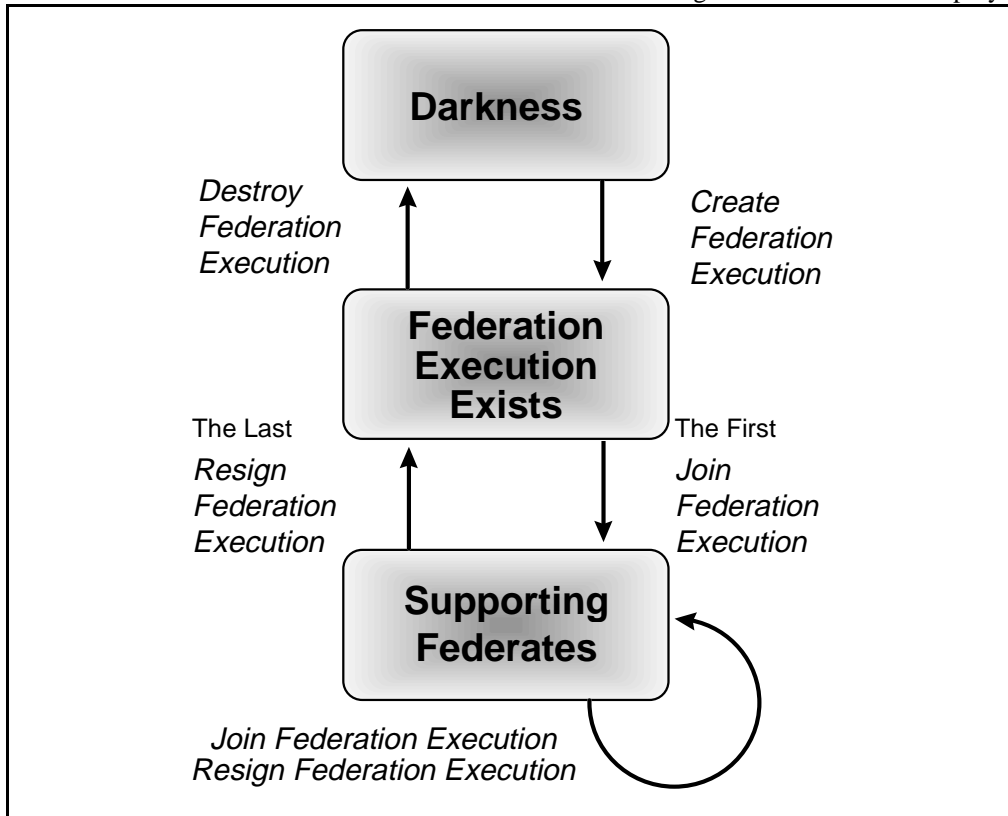 Darkness
Destroy
Federation
Execution
Create
Federation
Execution
Federation
Execution
Exists
The Last
Resign
Federation
Execution
The First
Join
Federation
Execution
Supporting
Federates
Join Federation Execution
Resign Federation Execution